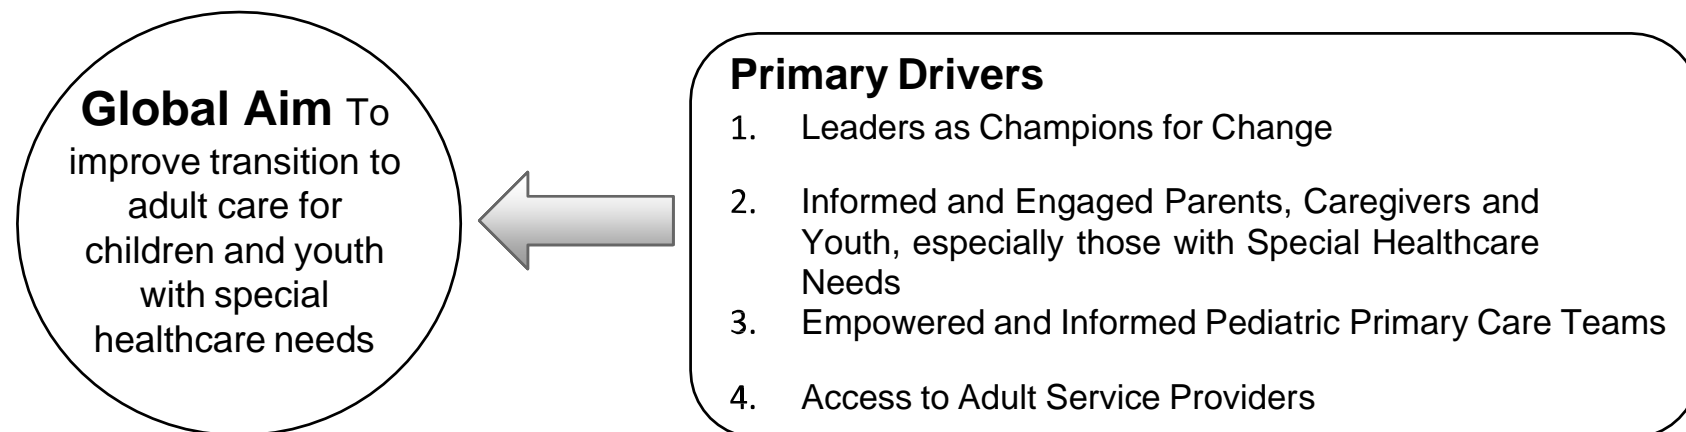 Global Aim To
improve transition to
adult care for
children and youth
with special
healthcare needs
Primary Drivers
1. Leaders as Champions for Change
2. Informed and Engaged Parents, Caregivers and
Youth, especially those with Special Healthcare
Needs
3. Empowered and Informed Pediatric Primary Care Teams
4. Access to Adult Service Providers